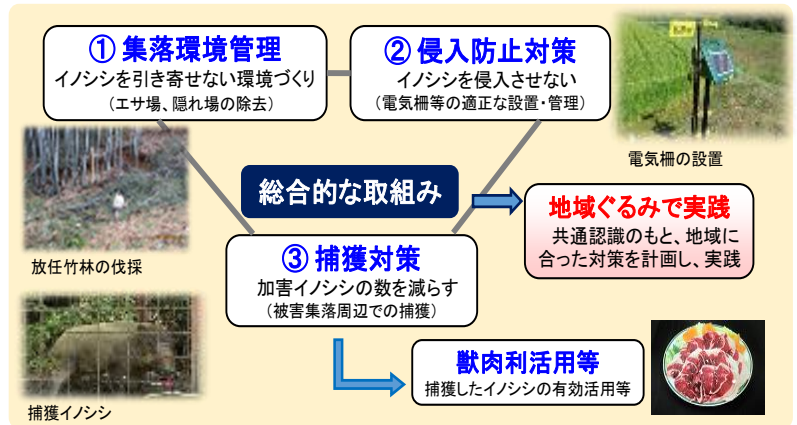 ① 集落環境管理
イノシシを引き寄せない環境づくり
（エサ場、隠れ場の除去）
② 侵入防止対策
イノシシを侵入させない
（電気柵等の適正な設置・管理）
電気柵の設置
総合的な取組み
地域ぐるみで実践
共通認識のもと、地域に
合った対策を計画し、実践
放任竹林の伐採
③ 捕獲対策
加害イノシシの数を減らす
（被害集落周辺での捕獲）
獣肉利活用等
捕獲したイノシシの有効活用等
捕獲イノシシ